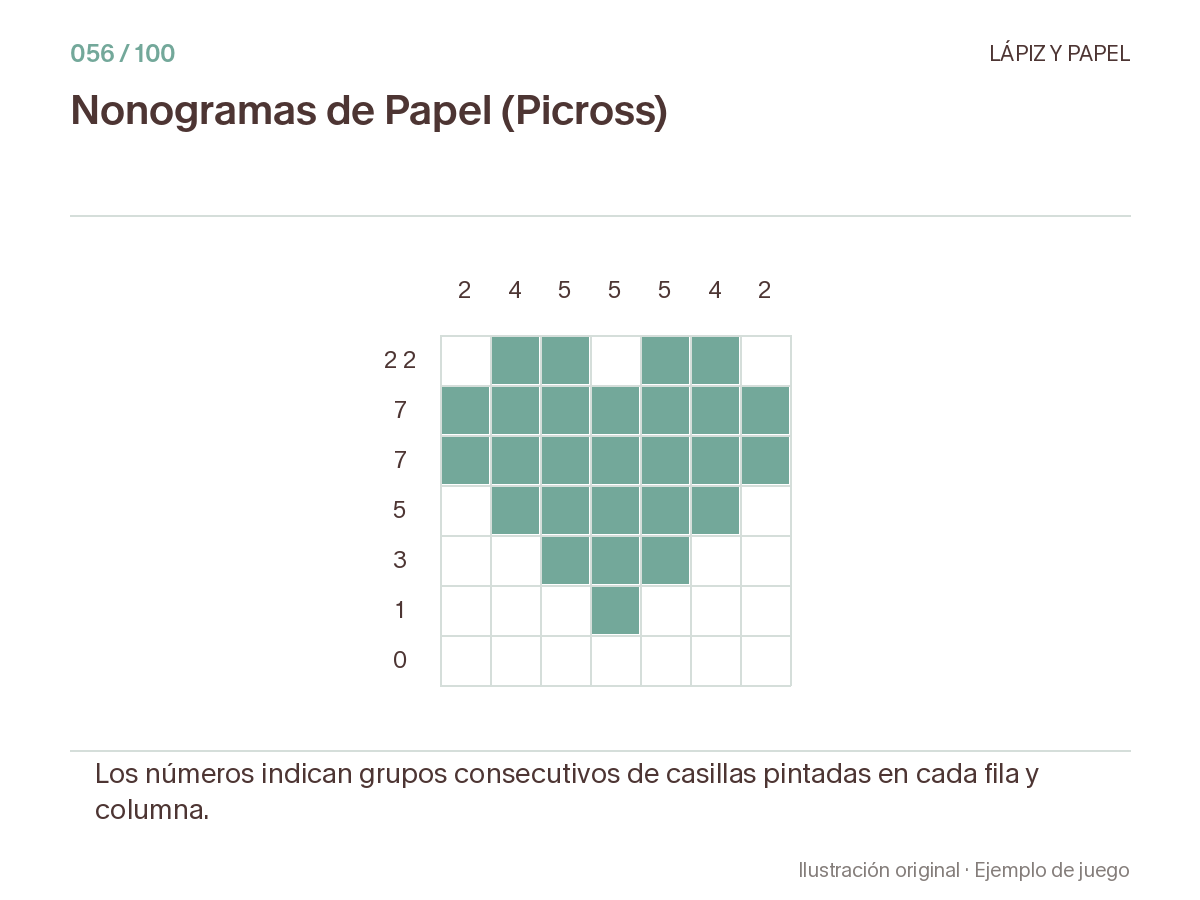 056 / 100
LÁPIZ Y PAPEL
Nonogramas de Papel (Picross)
2 4 5 5 5 4 2
2 2
7
7
5
3
1
0
Los números indican grupos consecutivos de casillas pintadas en cada fila y
columna.
Ilustración original · Ejemplo de juego